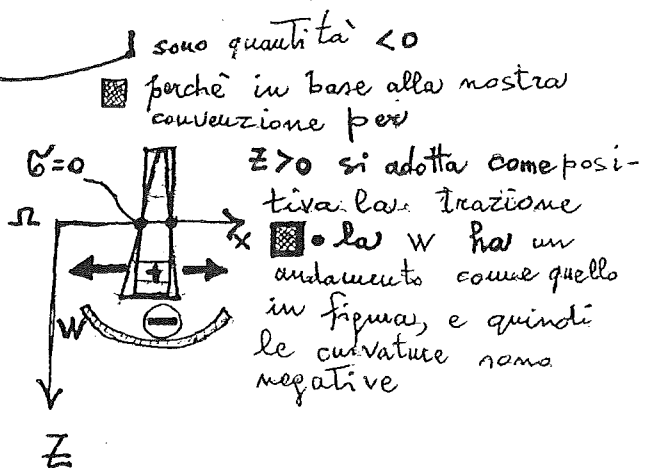 sono quantità <0
perchè in base alla nostra
convenzione per
σ=0
z>0 si adotta come posi-
tiva la trazione
Ω
x
• la w ha un
andamento come quello
+
in figura, e quindi
W
−
le curvature sono
negative
Z